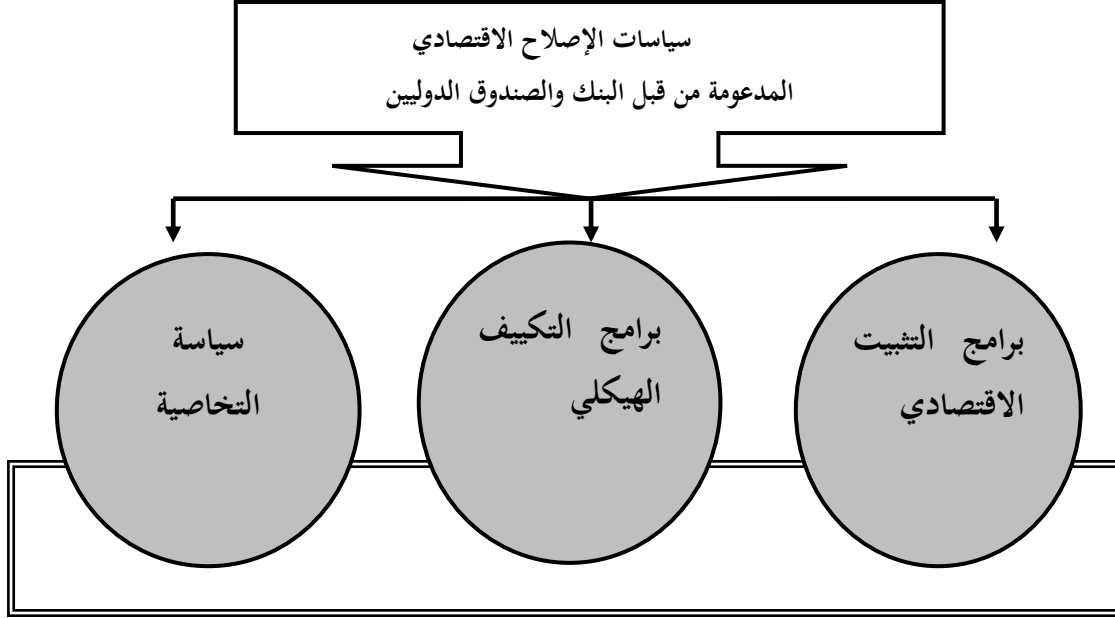 سياسات الإصلاح الاقتصادي
المدعومة من قبل البنك والصندوق الدوليين
برامج التثبيت
الاقتصادي
برامج التكييف
الهيكلي
سياسة
التخاصية